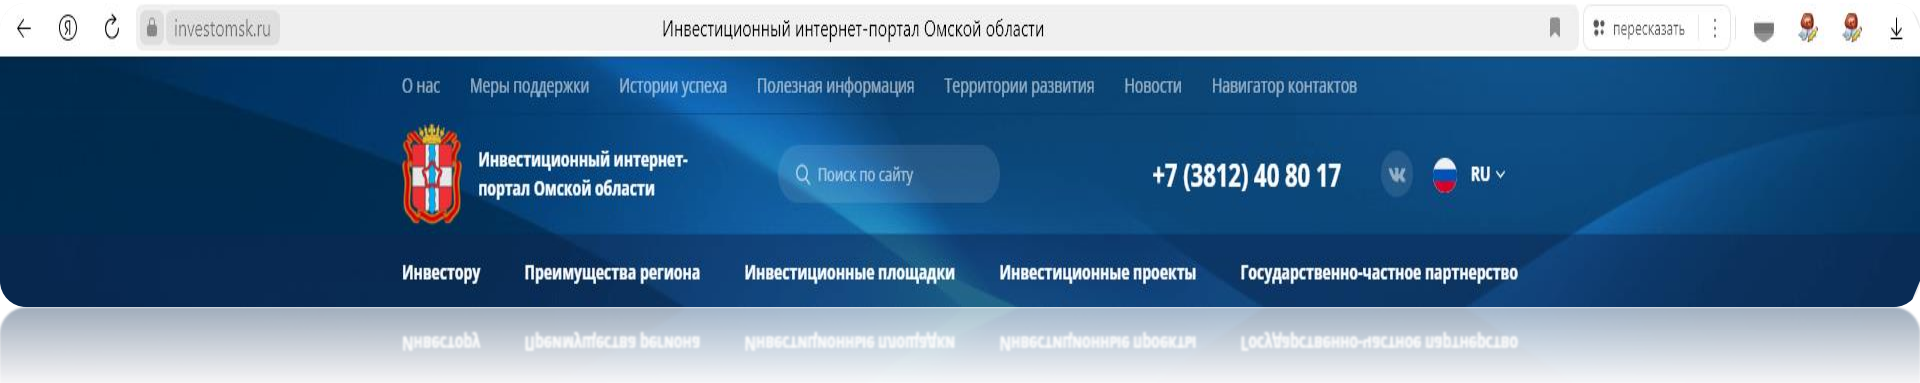 investomsk.ru Инвестиционный интернет-портал Омской области пересказать
О нас Меры поддержки Истории успеха Полезная информация Территории развития Новости Навигатор контактов
Инвестиционный интернет-
портал Омской области
Поиск по сайту
+7 (3812) 40 80 17
RU
Инвестору Преимущества региона Инвестиционные площадки Инвестиционные проекты Государственно-частное партнерство